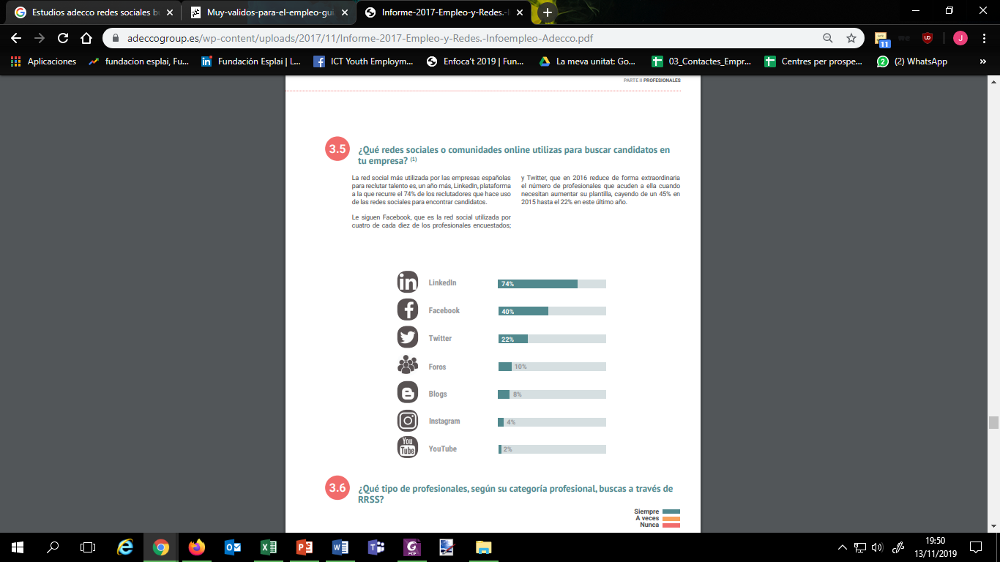 Estudios adecco redes sociales b
Muy-validos-para-el-empleo-gui
Informe-2017-Empleo-y-Redes.-I
adeccogroup.es/wp-content/uploads/2017/11/Informe-2017-Empleo-y-Redes.-Infoempleo-Adecco.pdf
11
J
Aplicaciones
fundacion esplai, Fu...
Fundación Esplai | L...
ICT Youth Employm...
Enfoca't 2019 | Fun...
La meva unitat: Goo...
03_Contactes_Empr...
Centres per prospe...
(2) WhatsApp
»
PARTE II PROFESIONALES
3.5
¿Qué redes sociales o comunidades online utilizas para buscar candidatos en
tu empresa? (1)
La red social más utilizada por las empresas españolas
para reclutar talento es, un año más, LinkedIn, plataforma
a la que recurre el 74% de los reclutadores que hace uso
de las redes sociales para encontrar candidatos.
Le siguen Facebook, que es la red social utilizada por
cuatro de cada diez de los profesionales encuestados;
y Twitter, que en 2016 reduce de forma extraordinaria
el número de profesionales que acuden a ella cuando
necesitan aumentar su plantilla, cayendo de un 45% en
2015 hasta el 22% en este último año.
in LinkedIn 74%
f Facebook 40%
Twitter 22%
Foros 10%
Blogs 8%
Instagram 4%
You Tube YouTube 2%
3.6
¿Qué tipo de profesionales, según su categoría profesional, buscas a través de
RRSS?
Siempre
A veces
Nunca
19:50
13/11/2019